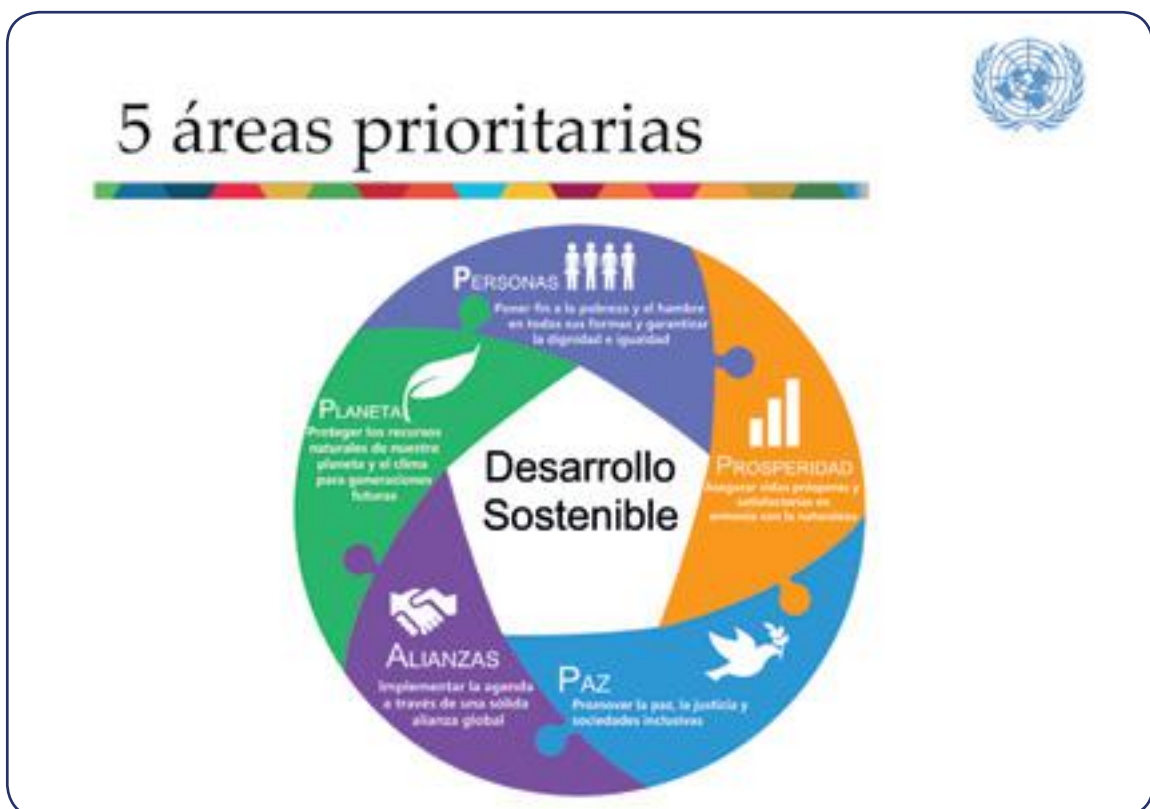 5 áreas prioritarias
PERSONAS
Poner fin a la pobreza y el hambre
en todas sus formas y garantizar
la dignidad e igualdad
PROSPERIDAD
Asegurar vidas prósperas y
satisfactorias en
armonía con la naturaleza
PAZ
Promover la paz, la justicia y
sociedades inclusivas
ALIANZAS
Implementar la agenda
a través de una sólida
alianza global
PLANETA
Proteger los recursos
naturales de nuestro
planeta y el clima
para generaciones
futuras
Desarrollo
Sostenible